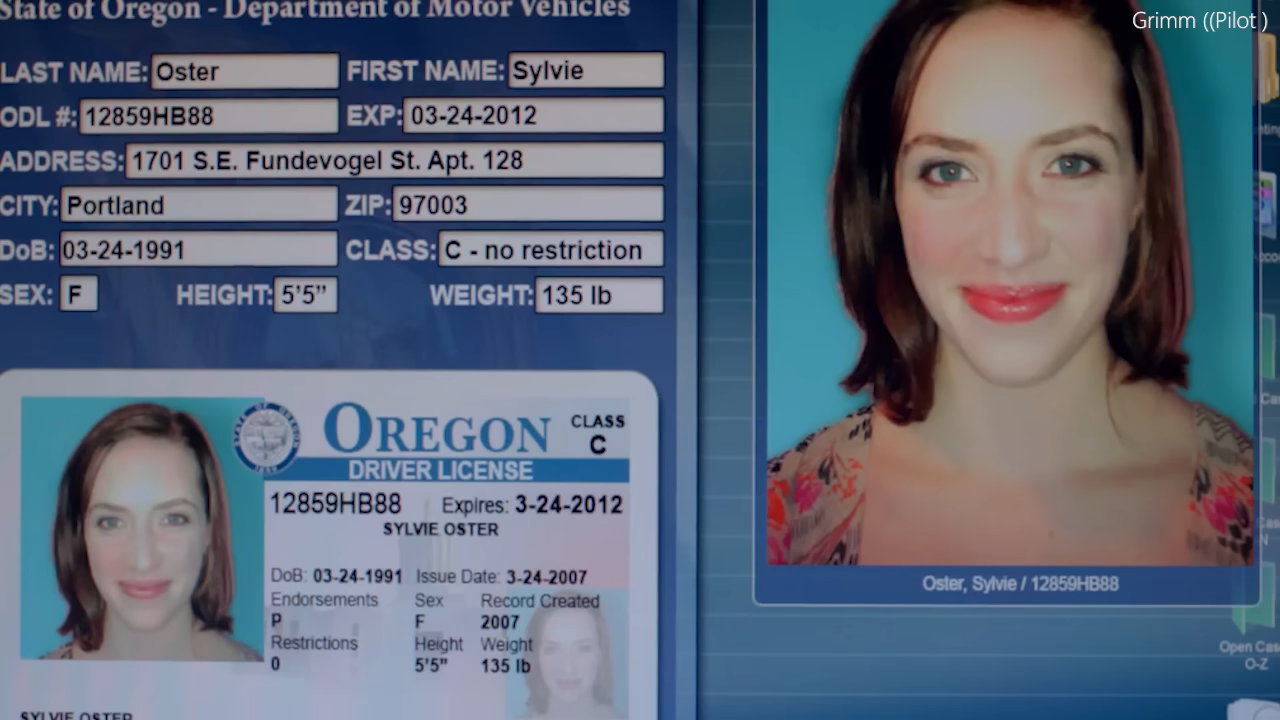 State of Oregon - Department of Motor Vehicles
Grimm ((Pilot )
LAST NAME: Oster FIRST NAME: Sylvie
ODL #: 12859HB88 EXP: 03-24-2012
ADDRESS: 1701 S.E. Fundevogel St. Apt. 128
CITY: Portland ZIP: 97003
DoB: 03-24-1991 CLASS: C - no restriction
SEX: F HEIGHT: 5'5” WEIGHT: 135 lb
OREGON CLASS
C
DRIVER LICENSE
12859HB88 Expires: 3-24-2012
SYLVIE OSTER
DoB: 03-24-1991 Issue Date: 3-24-2007
Endorsements Sex Record Created
P F 2007
Restrictions Height Weight
0 5'5" 135 lb
SYLVIE OSTER
STATE OF OREGON
1859
Oster, Sylvie / 12859HB88
Open Cas
O-Z